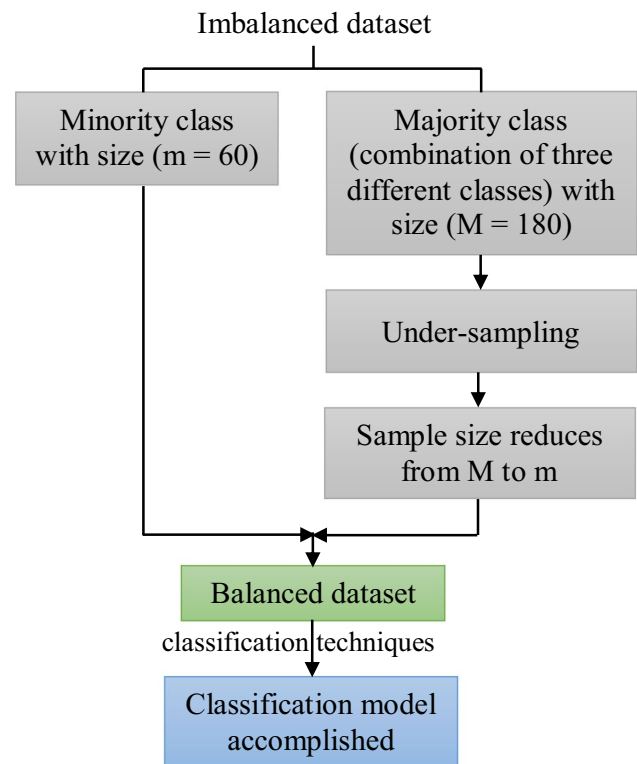 Imbalanced dataset
Minority class
with size (m = 60)
Majority class
(combination of three
different classes) with
size (M = 180)
Under-sampling
Sample size reduces
from M to m
Balanced dataset
classification techniques
Classification model
accomplished